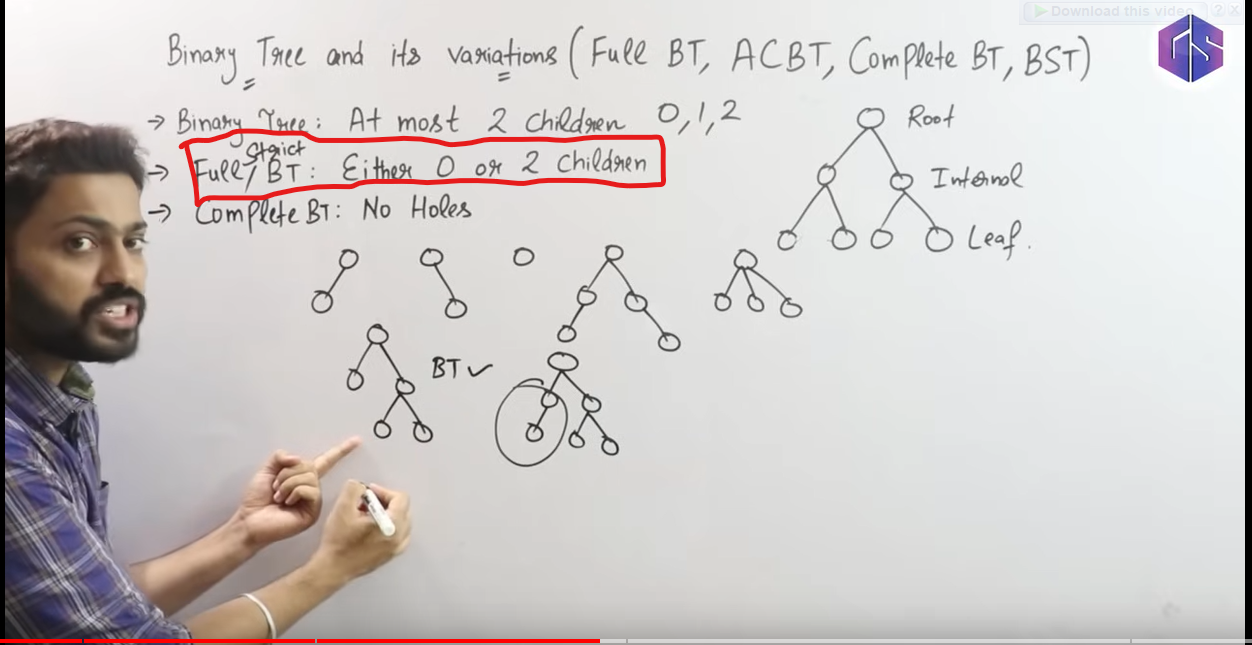 Download this video ? X
Binary Tree and its variations (Full BT, ACBT, Complete BT, BST)
→ Binary Tree: At most 2 children 0,1,2
Strict
→ Full/BT: Either 0 or 2 children
→ Complete BT: No Holes
Root
Internal
Leaf.
BT ✓